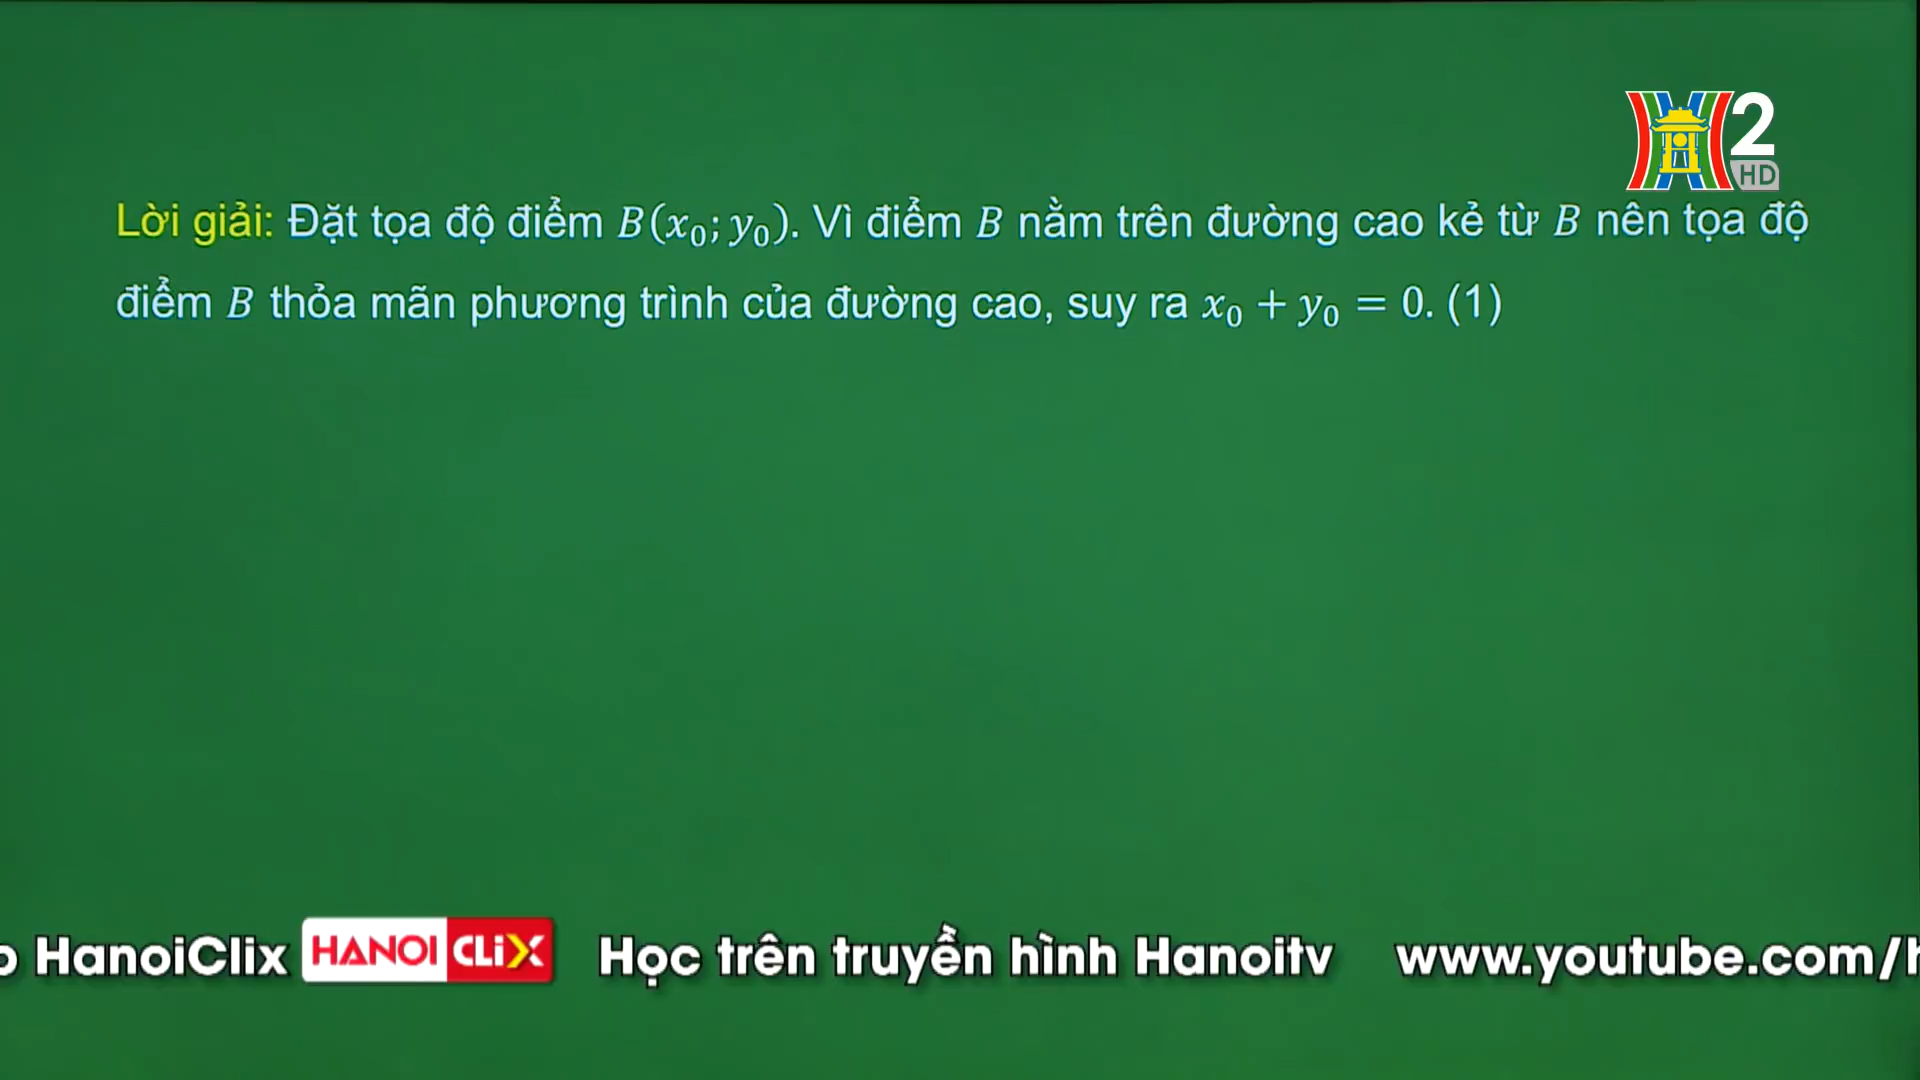 2
HD
Lời giải: Đặt tọa độ điểm B(x₀; y₀). Vì điểm B nằm trên đường cao kẻ từ B nên tọa độ
điểm B thỏa mãn phương trình của đường cao, suy ra x₀ + y₀ = 0. (1)
HanoiClix HANOI CLiX Học trên truyền hình Hanoitv www.youtube.com/h